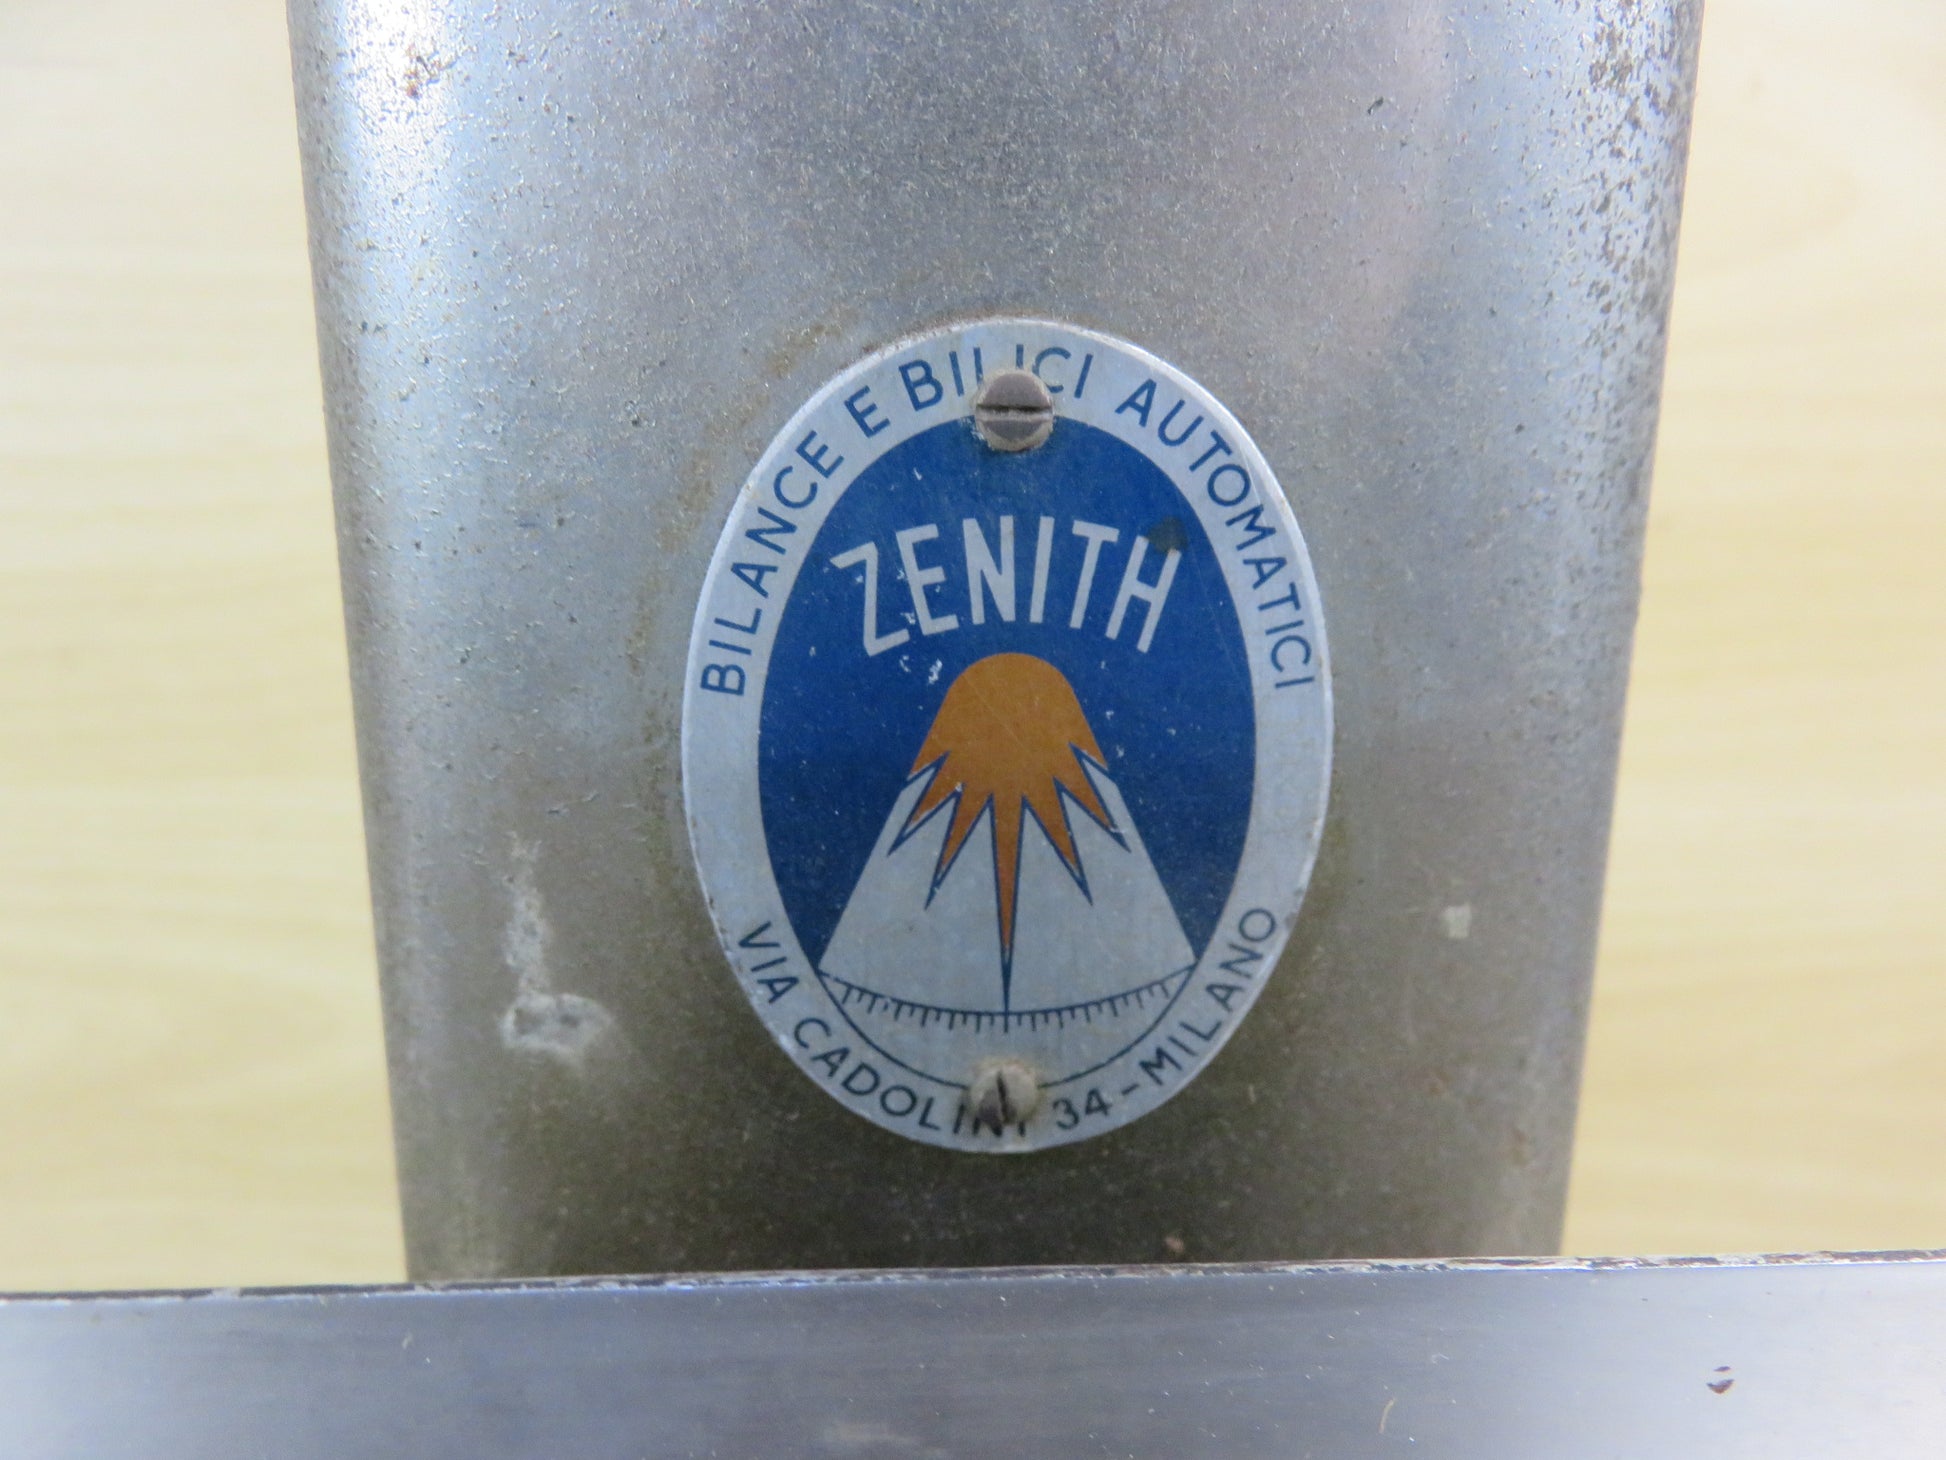 BILANCE E BILICI AUTOMATICI
ZENITH
VIA CADOLINI 34-MILANO